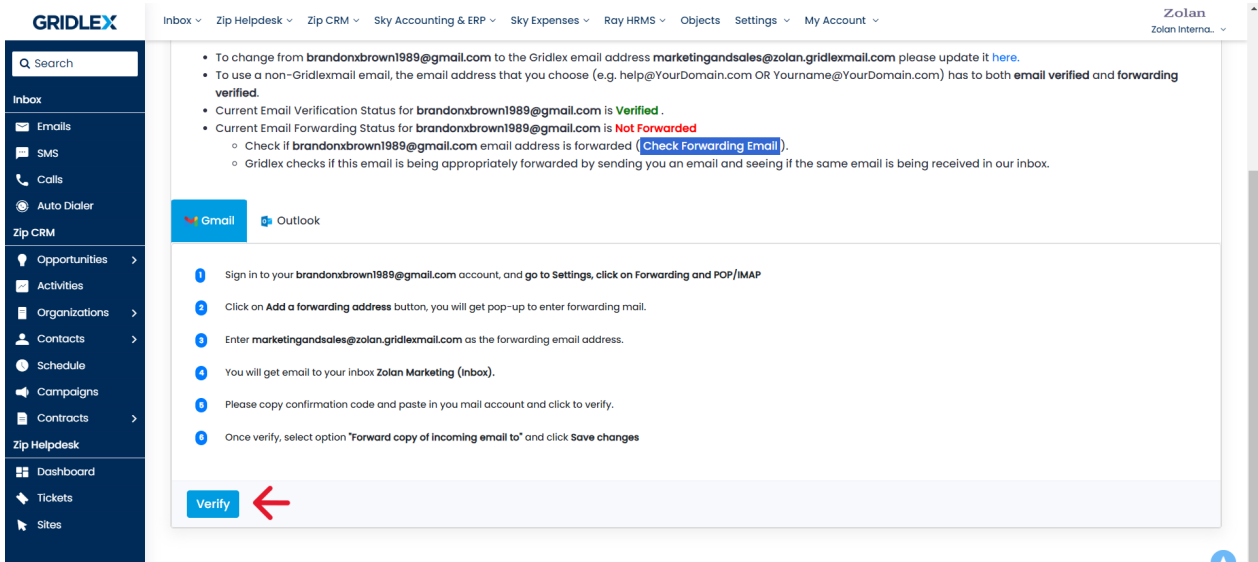 GRIDLEX
Inbox Zip Helpdesk Zip CRM Sky Accounting & ERP Sky Expenses Ray HRMS Objects Settings My Account
Zolan
Zolan Interna..
Search
Inbox
Emails
SMS
Calls
Auto Dialer
Zip CRM
Opportunities
Activities
Organizations
Contacts
Schedule
Campaigns
Contracts
Zip Helpdesk
Dashboard
Tickets
Sites
To change from brandonxbrown1989@gmail.com to the Gridlex email address marketingandsales@zolan.gridlexmail.com please update it here.
To use a non-Gridlexmail email, the email address that you choose (e.g. help@YourDomain.com OR Yourname@YourDomain.com) has to both email verified and forwarding
verified.
Current Email Verification Status for brandonxbrown1989@gmail.com is Verified .
Current Email Forwarding Status for brandonxbrown1989@gmail.com is Not Forwarded
Check if brandonxbrown1989@gmail.com email address is forwarded ( Check Forwarding Email ).
Gridlex checks if this email is being appropriately forwarded by sending you an email and seeing if the same email is being received in our inbox.
Gmail Outlook
1 Sign in to your brandonxbrown1989@gmail.com account, and go to Settings, click on Forwarding and POP/IMAP
2 Click on Add a forwarding address button, you will get pop-up to enter forwarding mail.
3 Enter marketingandsales@zolan.gridlexmail.com as the forwarding email address.
4 You will get email to your inbox Zolan Marketing (Inbox).
5 Please copy confirmation code and paste in you mail account and click to verify.
6 Once verify, select option "Forward copy of incoming email to" and click Save changes
Verify